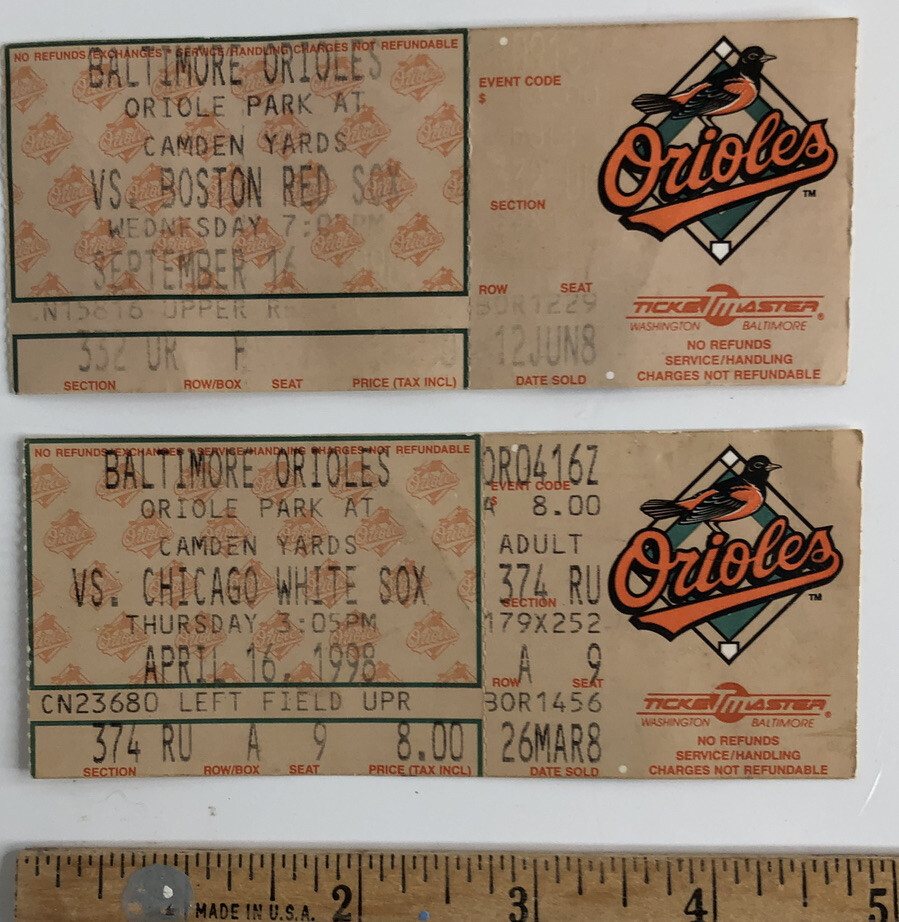 NO REFUNDS/EXCHANGES * SERVICE/HANDLING CHARGES NOT REFUNDABLE
BALTIMORE ORIOLES
ORIOLE PARK AT
CAMDEN YARDS
VS. BOSTON RED SOX
WEDNESDAY 7:
SEPTEMBER 16
CN15816 UPPER
332 UR
SECTION ROW/BOX SEAT PRICE (TAX INCL)
EVENT CODE
$
SECTION
ROW SEAT
BOR1229
12JUN8
DATE SOLD
Orioles
TM
TICKETMASTER®
WASHINGTON BALTIMORE
NO REFUNDS
SERVICE/HANDLING
CHARGES NOT REFUNDABLE
NO REFUNDS/EXCHANGES * SERVICE/HANDLING CHARGES NOT REFUNDABLE
BALTIMORE ORIOLES
ORIOLE PARK AT
CAMDEN YARDS
VS. CHICAGO WHITE SOX
THURSDAY 3:05PM
APRIL 16, 1998
CN23680 LEFT FIELD UPR
374 RU A 9 8.00
SECTION ROW/BOX SEAT PRICE (TAX INCL)
ORO416Z
EVENT CODE
$
A 8.00
ADULT
374 RU
SECTION
179X252
A 9
ROW SEAT
BOR1456
26MAR8
DATE SOLD
Orioles
TM
TICKETMASTER®
WASHINGTON BALTIMORE
NO REFUNDS
SERVICE/HANDLING
CHARGES NOT REFUNDABLE
MADE IN U.S.A. 2 3 4 5